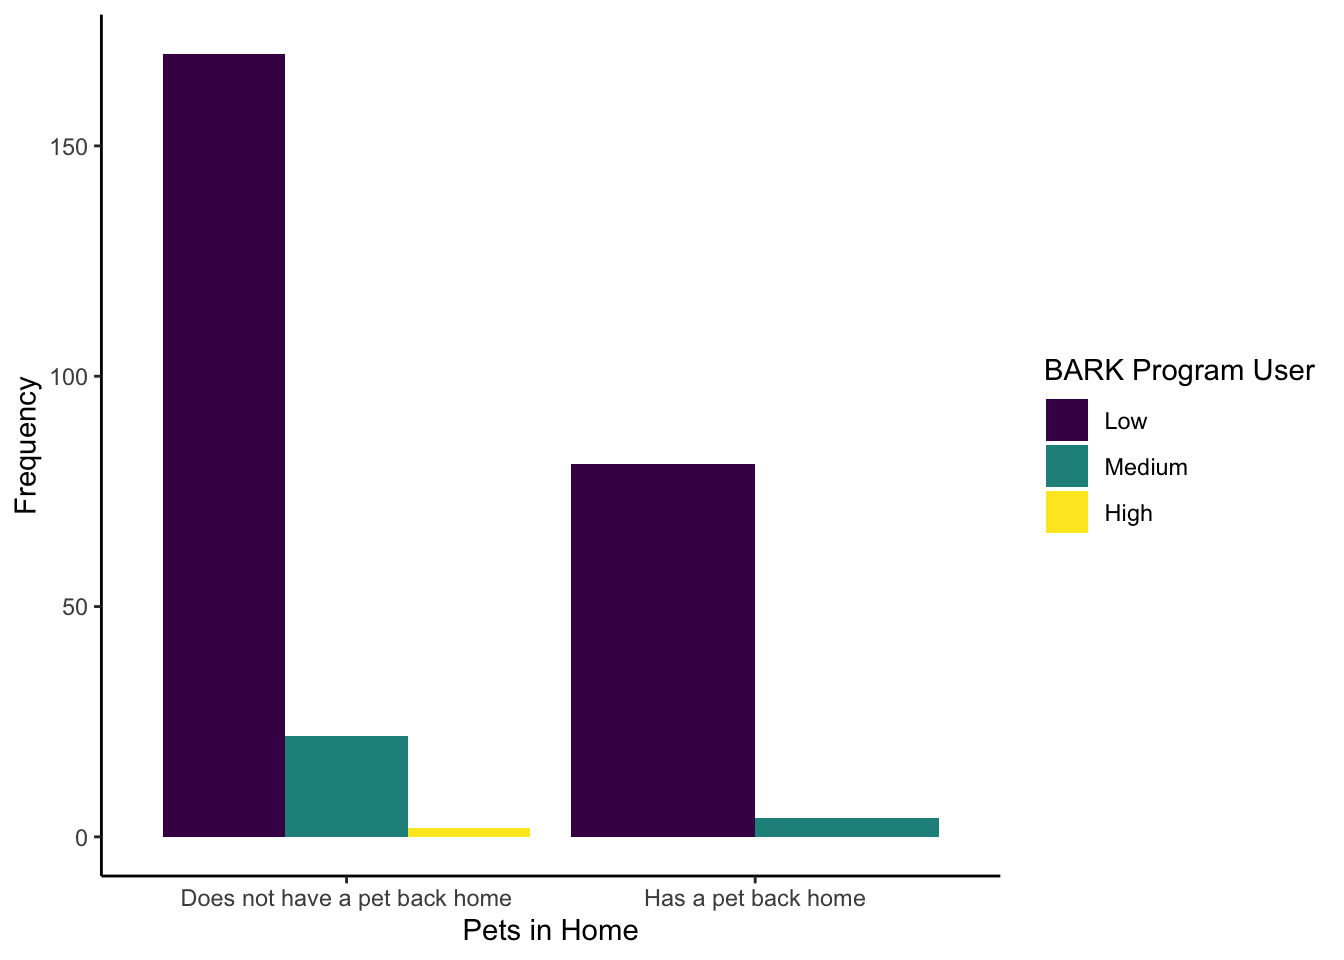 Frequency
150
100
50
0
Does not have a pet back home
Has a pet back home
Pets in Home
BARK Program User
Low
Medium
High